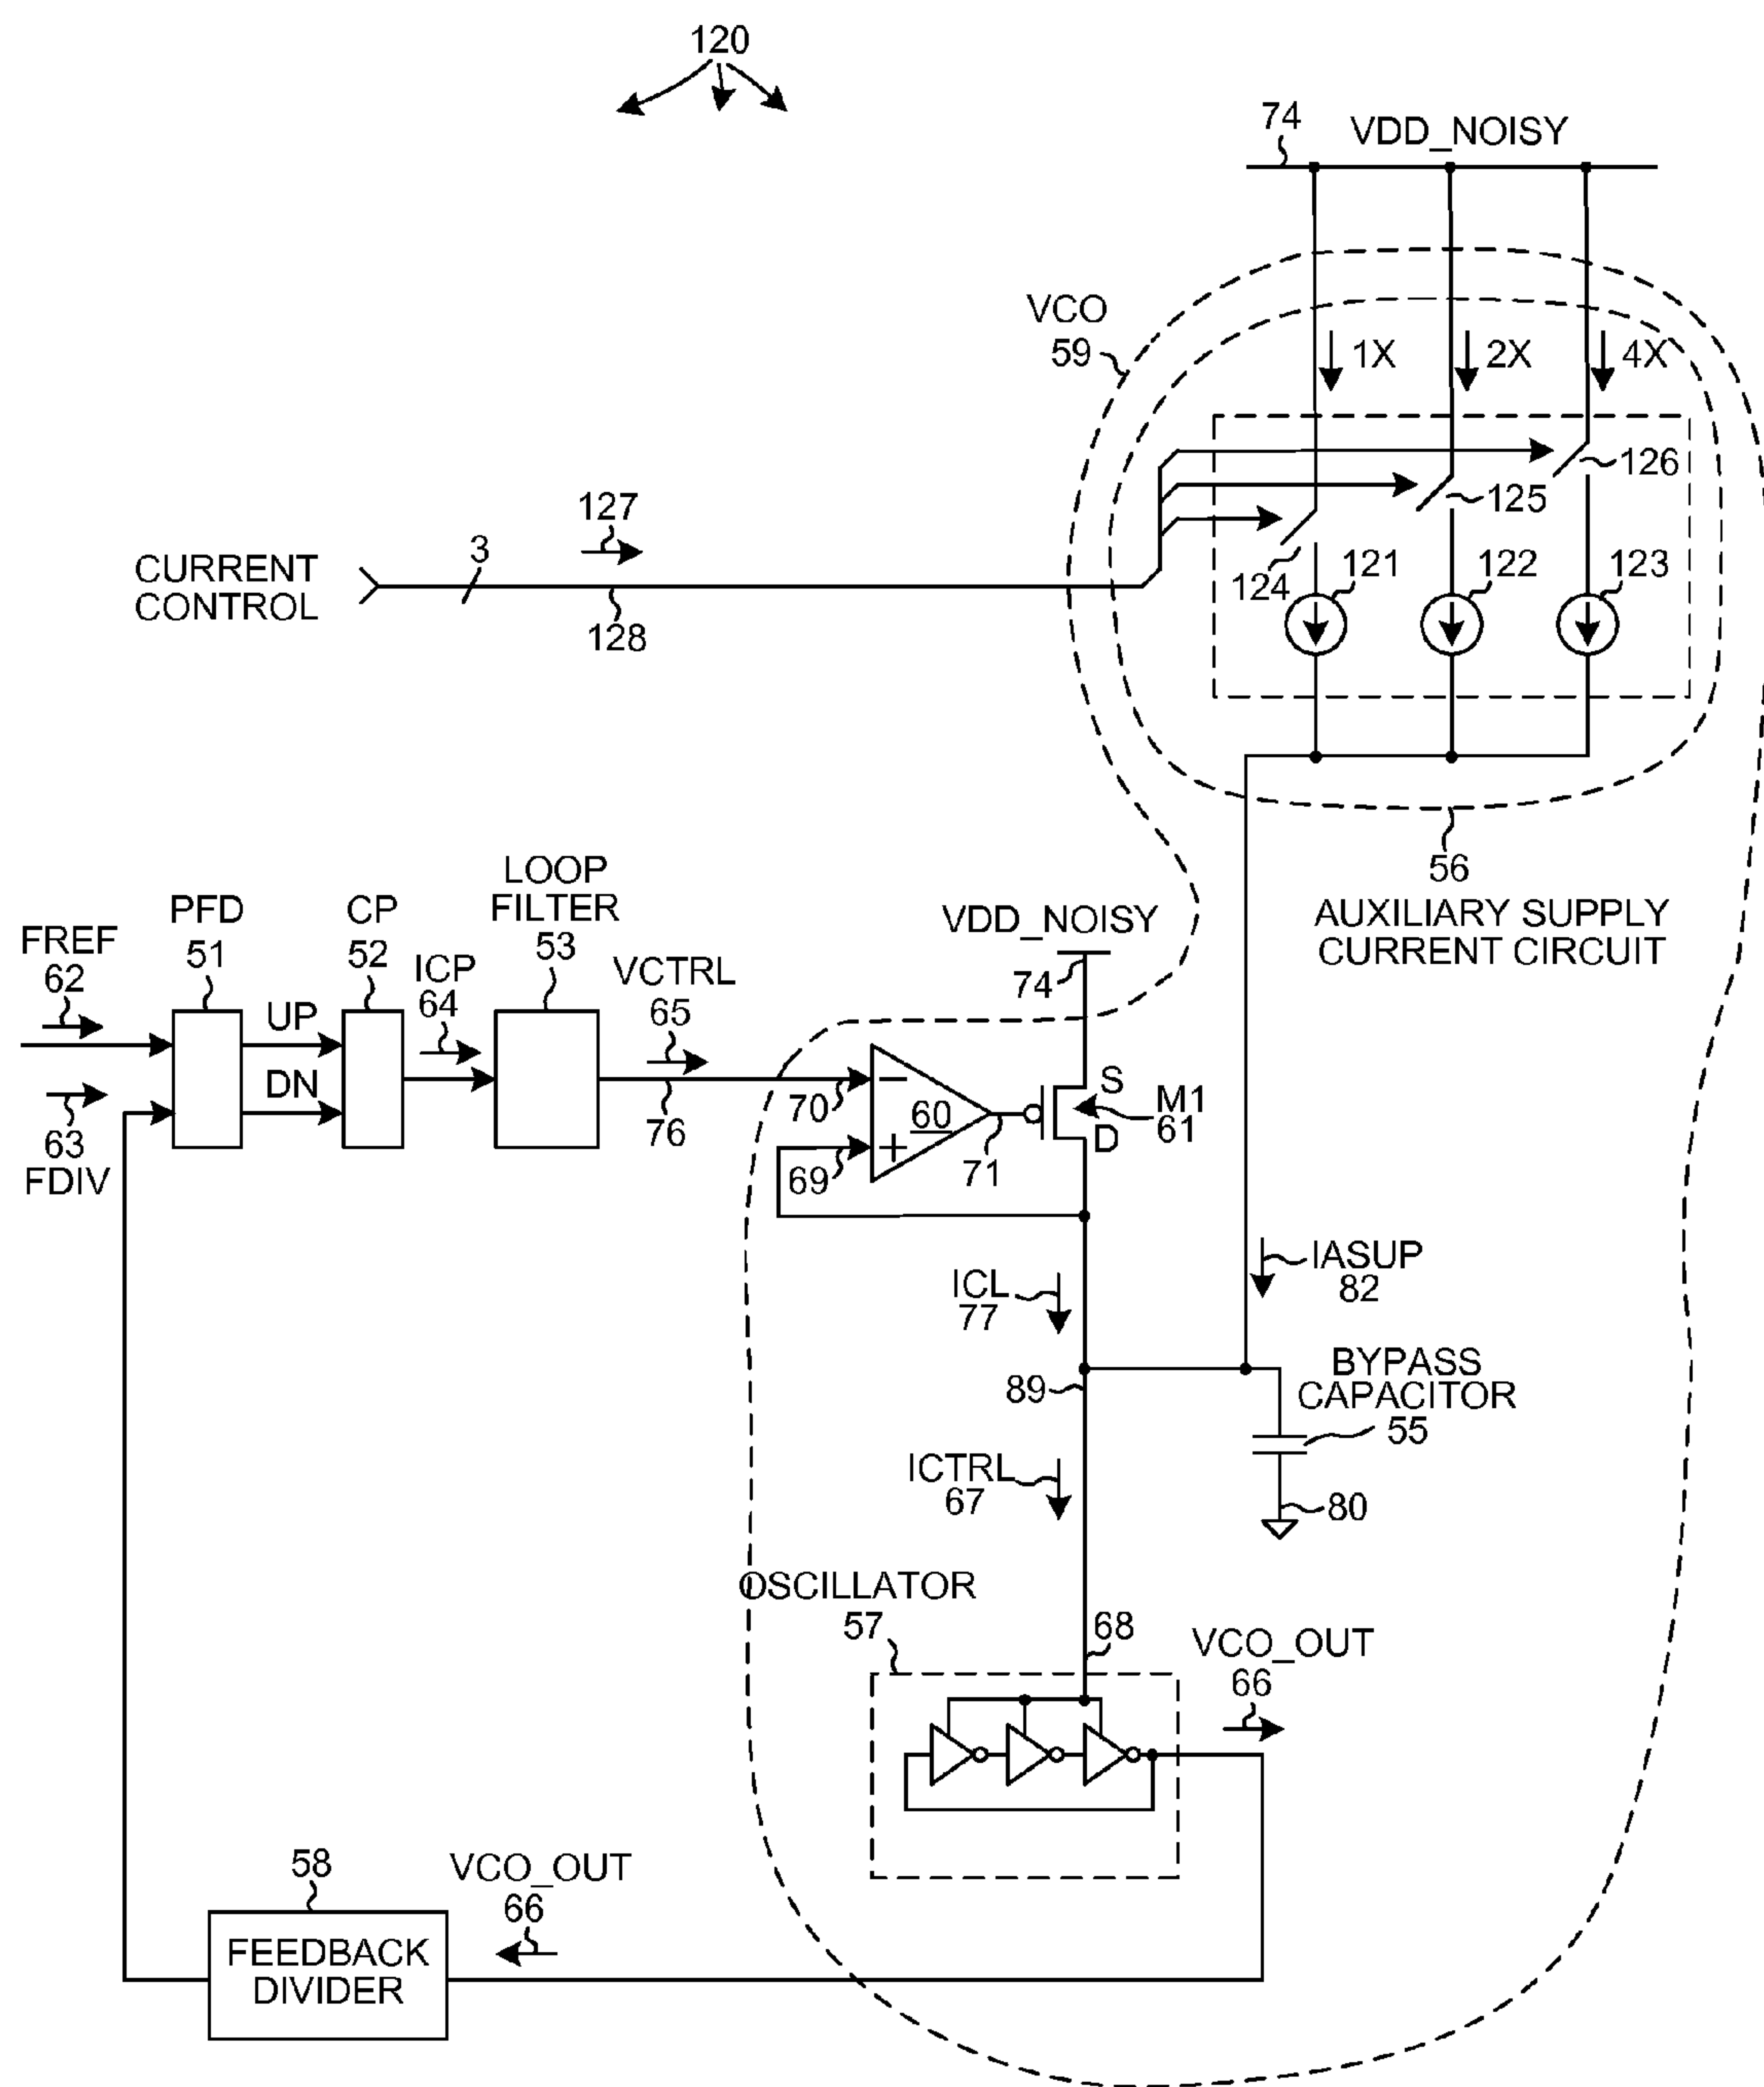 120
74
VDD_NOISY
VCO
59
1X
2X
4X
126
125
124
127
3
CURRENT
CONTROL
128
121
122
123
56
AUXILIARY SUPPLY
CURRENT CIRCUIT
FREF
62
PFD
51
CP
52
ICP
64
LOOP
FILTER
53
VCTRL
65
VDD_NOISY
74
UP
DN
63
FDIV
76
70
69
60
−
+
71
S
D
M1
61
ICL
77
IASUP
82
89
BYPASS
CAPACITOR
55
ICTRL
67
80
OSCILLATOR
57
68
VCO_OUT
66
58
FEEDBACK
DIVIDER
VCO_OUT
66